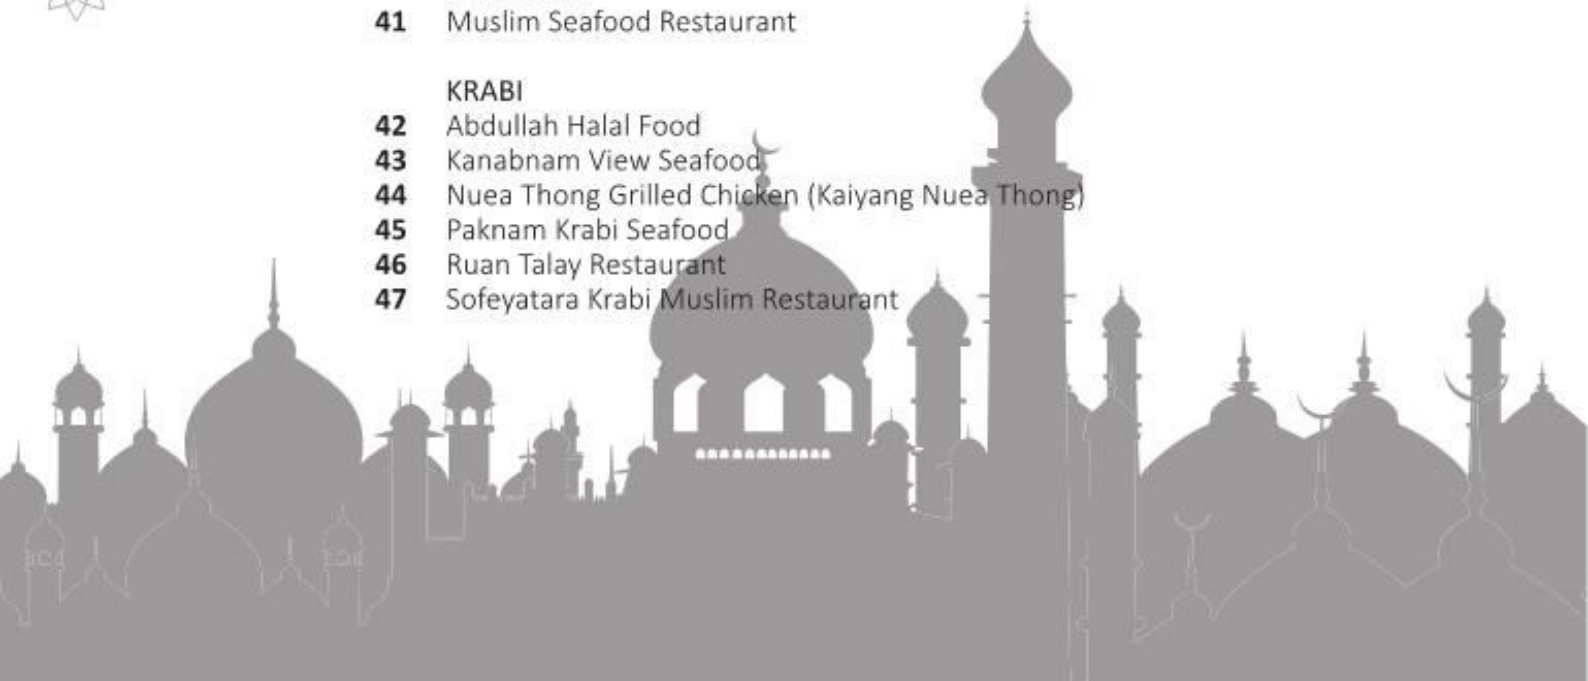 41 Muslim Seafood Restaurant
KRABI
42 Abdullah Halal Food
43 Kanabnam View Seafood
44 Nuea Thong Grilled Chicken (Kaiyang Nuea Thong)
45 Paknam Krabi Seafood
46 Ruan Talay Restaurant
47 Sofeyatara Krabi Muslim Restaurant